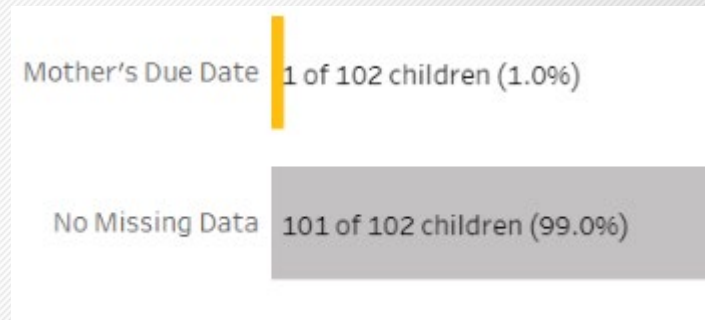 Mother's Due Date 1 of 102 children (1.0%)
No Missing Data 101 of 102 children (99.0%)